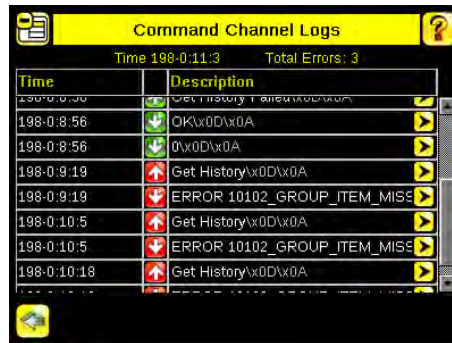 Command Channel Logs
Time 198-0:11:3 Total Errors: 3
Time Description
198-0:8:56 OK\x0D\x0A
198-0:8:56 0\x0D\x0A
198-0:9:19 Get History\x0D\x0A
198-0:9:19 ERROR 10102_GROUP_ITEM_MISS
198-0:10:5 Get History\x0D\x0A
198-0:10:5 ERROR 10102_GROUP_ITEM_MISS
198-0:10:18 Get History\x0D\x0A